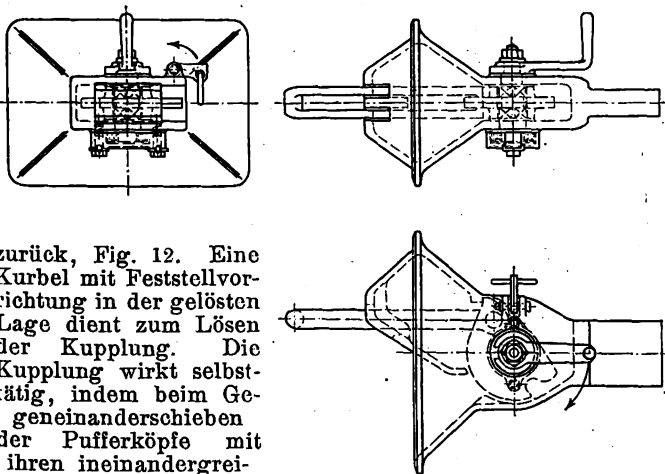 zurück, Fig. 12. Eine
Kurbel mit Feststellvor-
richtung in der gelösten
Lage dient zum Lösen
der Kupplung. Die
Kupplung wirkt selbst-
tätig, indem beim Ge-
geneinanderschieben
der Pufferköpfe mit
ihren ineinandergrei-